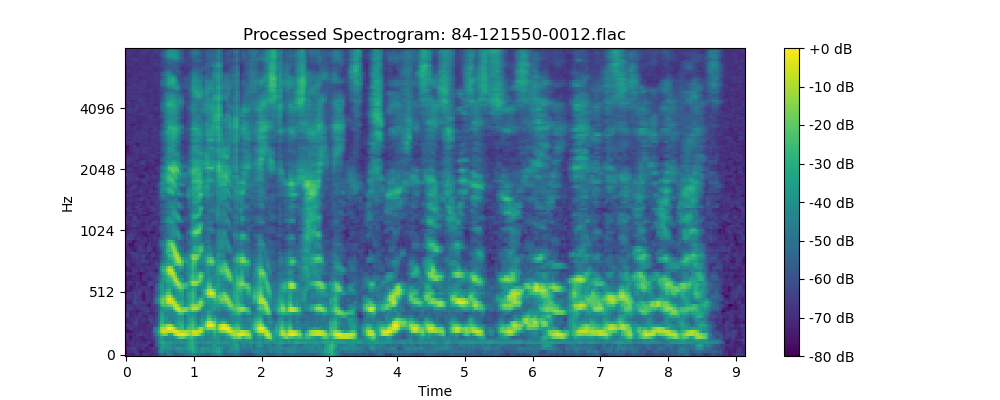 Processed Spectrogram: 84-121550-0012.flac
Hz
4096
2048
1024
512
0
0 1 2 3 4 5 6 7 8 9
Time
+0 dB
-10 dB
-20 dB
-30 dB
-40 dB
-50 dB
-60 dB
-70 dB
-80 dB